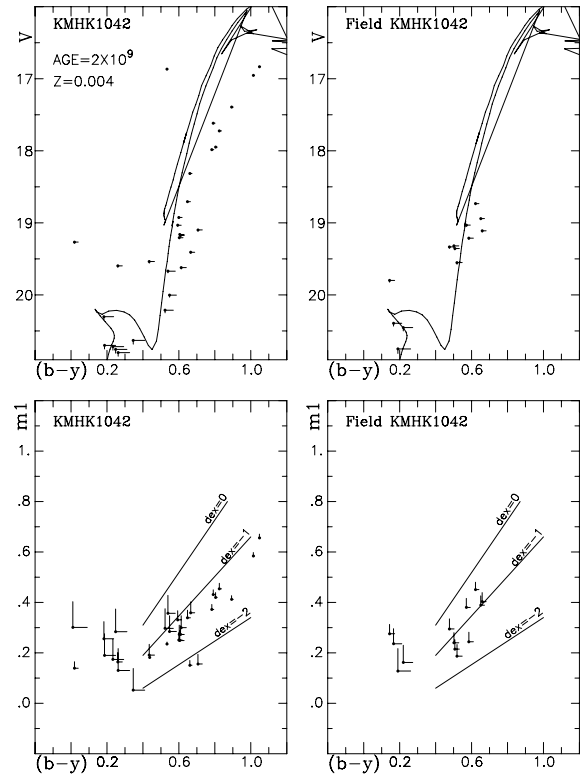 KMHK1042
Field KMHK1042
AGE=2X10⁹
Z=0.004
V
17
18
19
20
(b-y)
0.2
0.6
1.0
V
17
18
19
20
(b-y)
0.2
0.6
1.0
m1
KMHK1042
1.
.8
.6
.4
.2
.0
dex=0
dex=-1
dex=-2
(b-y)
0.2
0.6
1.0
m1
Field KMHK1042
1.
.8
.6
.4
.2
.0
dex=0
dex=-1
dex=-2
(b-y)
0.2
0.6
1.0